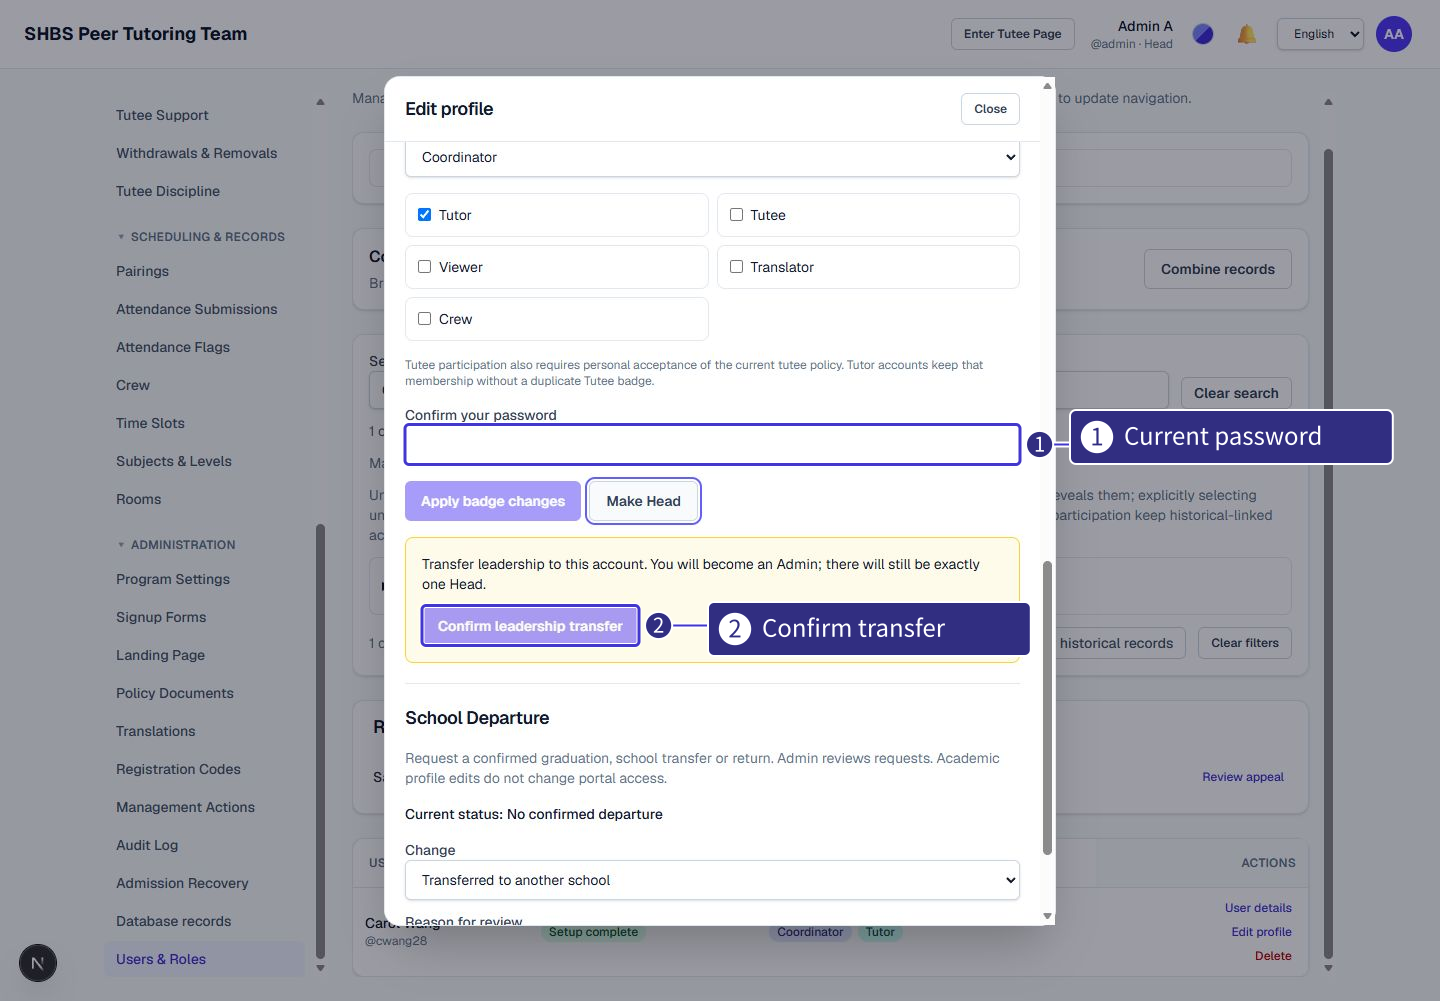 SHBS Peer Tutoring Team
Enter Tutee Page
Admin A
@admin · Head
English
AA
Tutee Support
Withdrawals & Removals
Tutee Discipline
SCHEDULING & RECORDS
Pairings
Attendance Submissions
Attendance Flags
Crew
Time Slots
Subjects & Levels
Rooms
ADMINISTRATION
Program Settings
Signup Forms
Landing Page
Policy Documents
Translations
Registration Codes
Management Actions
Audit Log
Admission Recovery
Database records
Users & Roles
N
to update navigation.
Combine records
Clear search
eveals them; explicitly selecting
participation keep historical-linked
historical records
Clear filters
Review appeal
ACTIONS
Carol Wang
@cwang28
Setup complete
Coordinator
Tutor
User details
Edit profile
Delete
Edit profile
Close
Coordinator
Tutor
Tutee
Viewer
Translator
Crew
Tutee participation also requires personal acceptance of the current tutee policy. Tutor accounts keep that
membership without a duplicate Tutee badge.
Confirm your password
1
1 Current password
Apply badge changes
Make Head
Transfer leadership to this account. You will become an Admin; there will still be exactly
one Head.
Confirm leadership transfer
2
2 Confirm transfer
School Departure
Request a confirmed graduation, school transfer or return. Admin reviews requests. Academic
profile edits do not change portal access.
Current status: No confirmed departure
Change
Transferred to another school
Reason for review